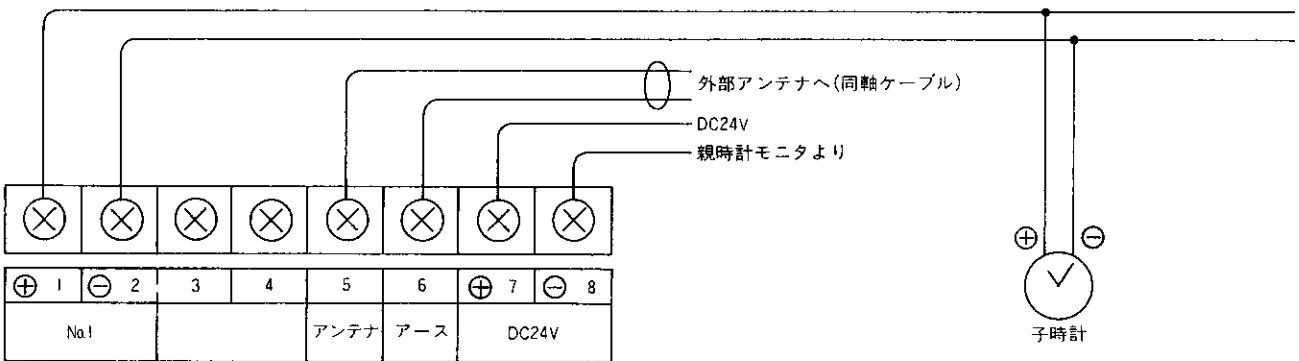 外部アンテナへ(同軸ケーブル)
DC24V
親時計モニタより
⊕ ⊖
子時計
⊕ 1 ⊖ 2 3 4 5 6 ⊕ 7 ⊖ 8
No.1 アンテナ アース DC24V